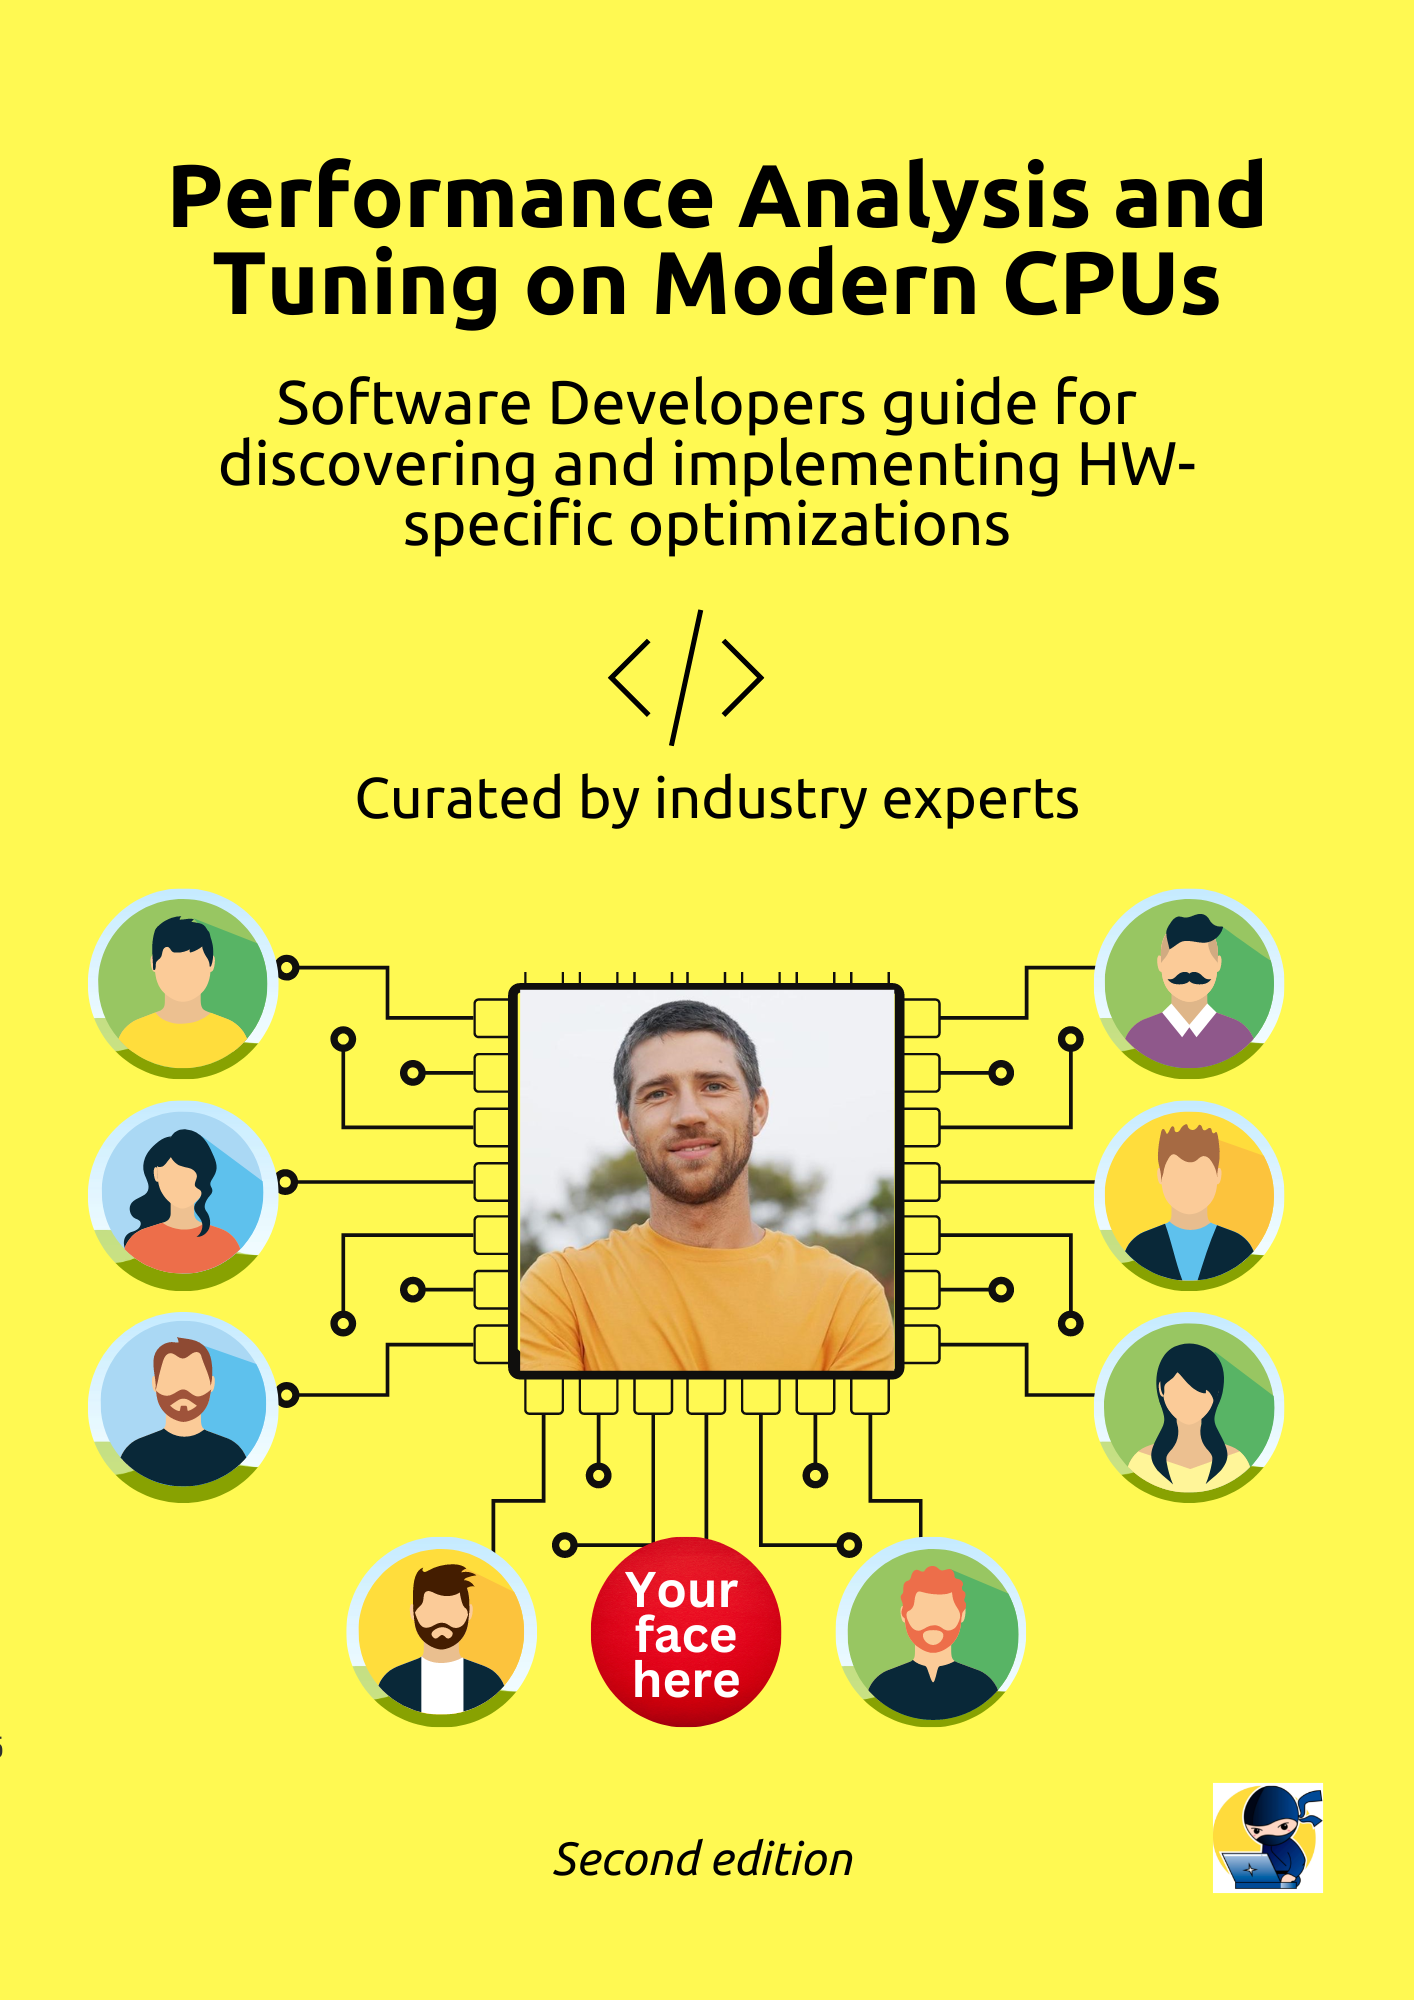 Performance Analysis and
Tuning on Modern CPUs
Software Developers guide for
discovering and implementing HW-
specific optimizations
</>
Curated by industry experts
Your
face
here
Second edition